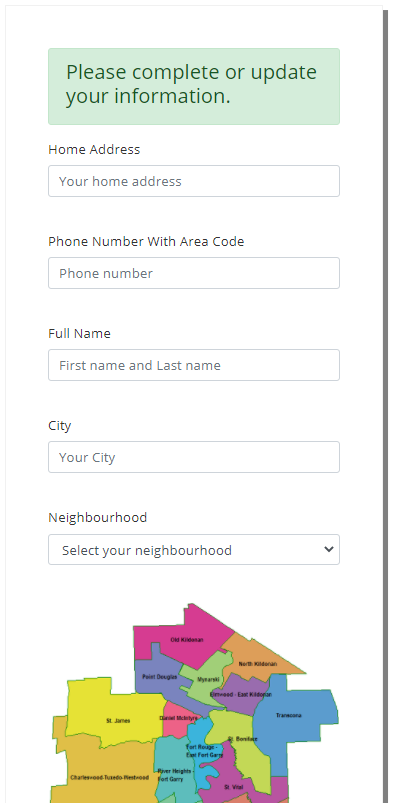 Please complete or update
your information.
Home Address
Your home address
Phone Number With Area Code
Phone number
Full Name
First name and Last name
City
Your City
Neighbourhood
Select your neighbourhood
Old Kildonan
North Kildonan
Point Douglas
Mynarski
Elmwood - East Kildonan
Daniel McIntyre
Transcona
St. James
St. Boniface
Fort Rouge -
East Fort Garry
River Heights -
Fort Garry
Charleswood-Tuxedo-Westwood
St. Vital